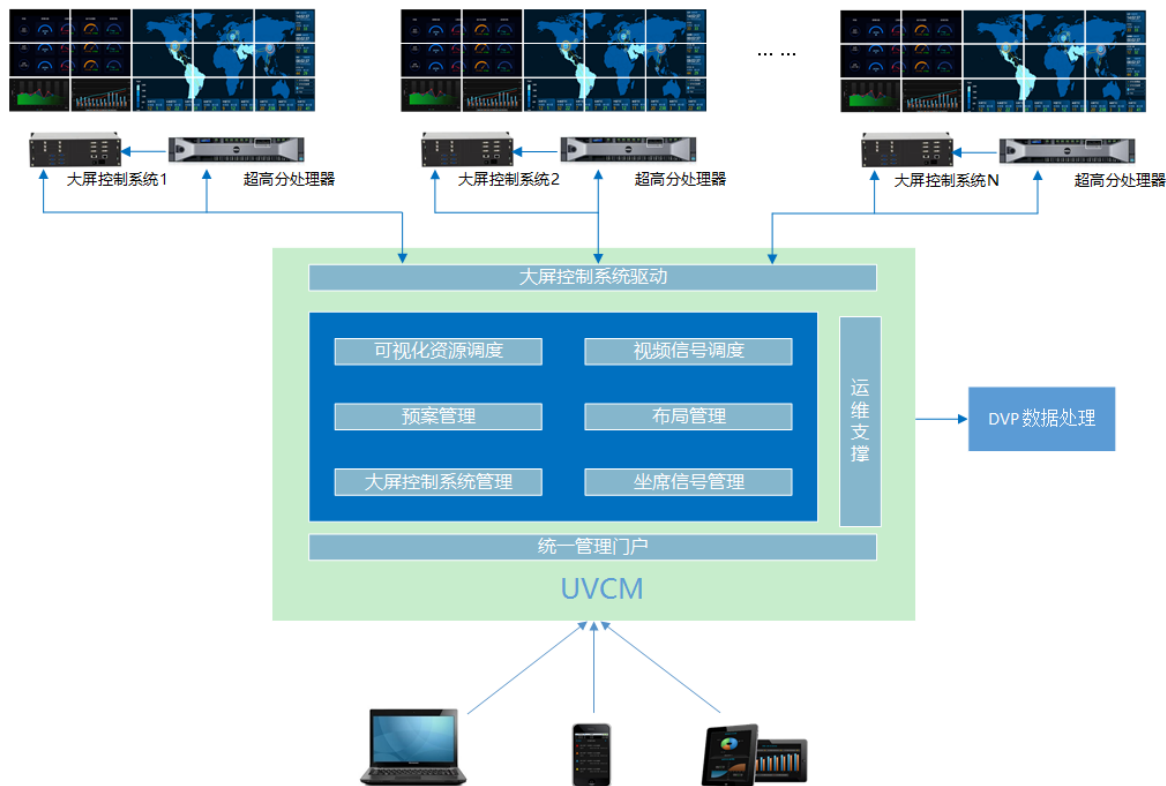 ... ...
大屏控制系统1
超高分处理器
大屏控制系统2
超高分处理器
大屏控制系统N
超高分处理器
大屏控制系统驱动
可视化资源调度
视频信号调度
预案管理
布局管理
大屏控制系统管理
坐席信号管理
运维支撑
DVP 数据处理
统一管理门户
UVCM